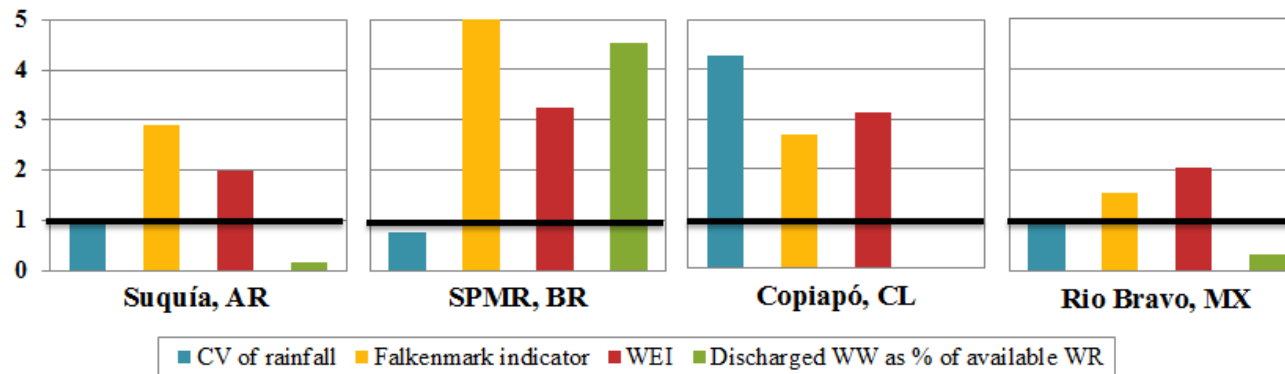 5
4
3
2
1
0
Suquía, AR
SPMR, BR
Copiapó, CL
Rio Bravo, MX
CV of rainfall Falkenmark indicator WEI Discharged WW as % of available WR